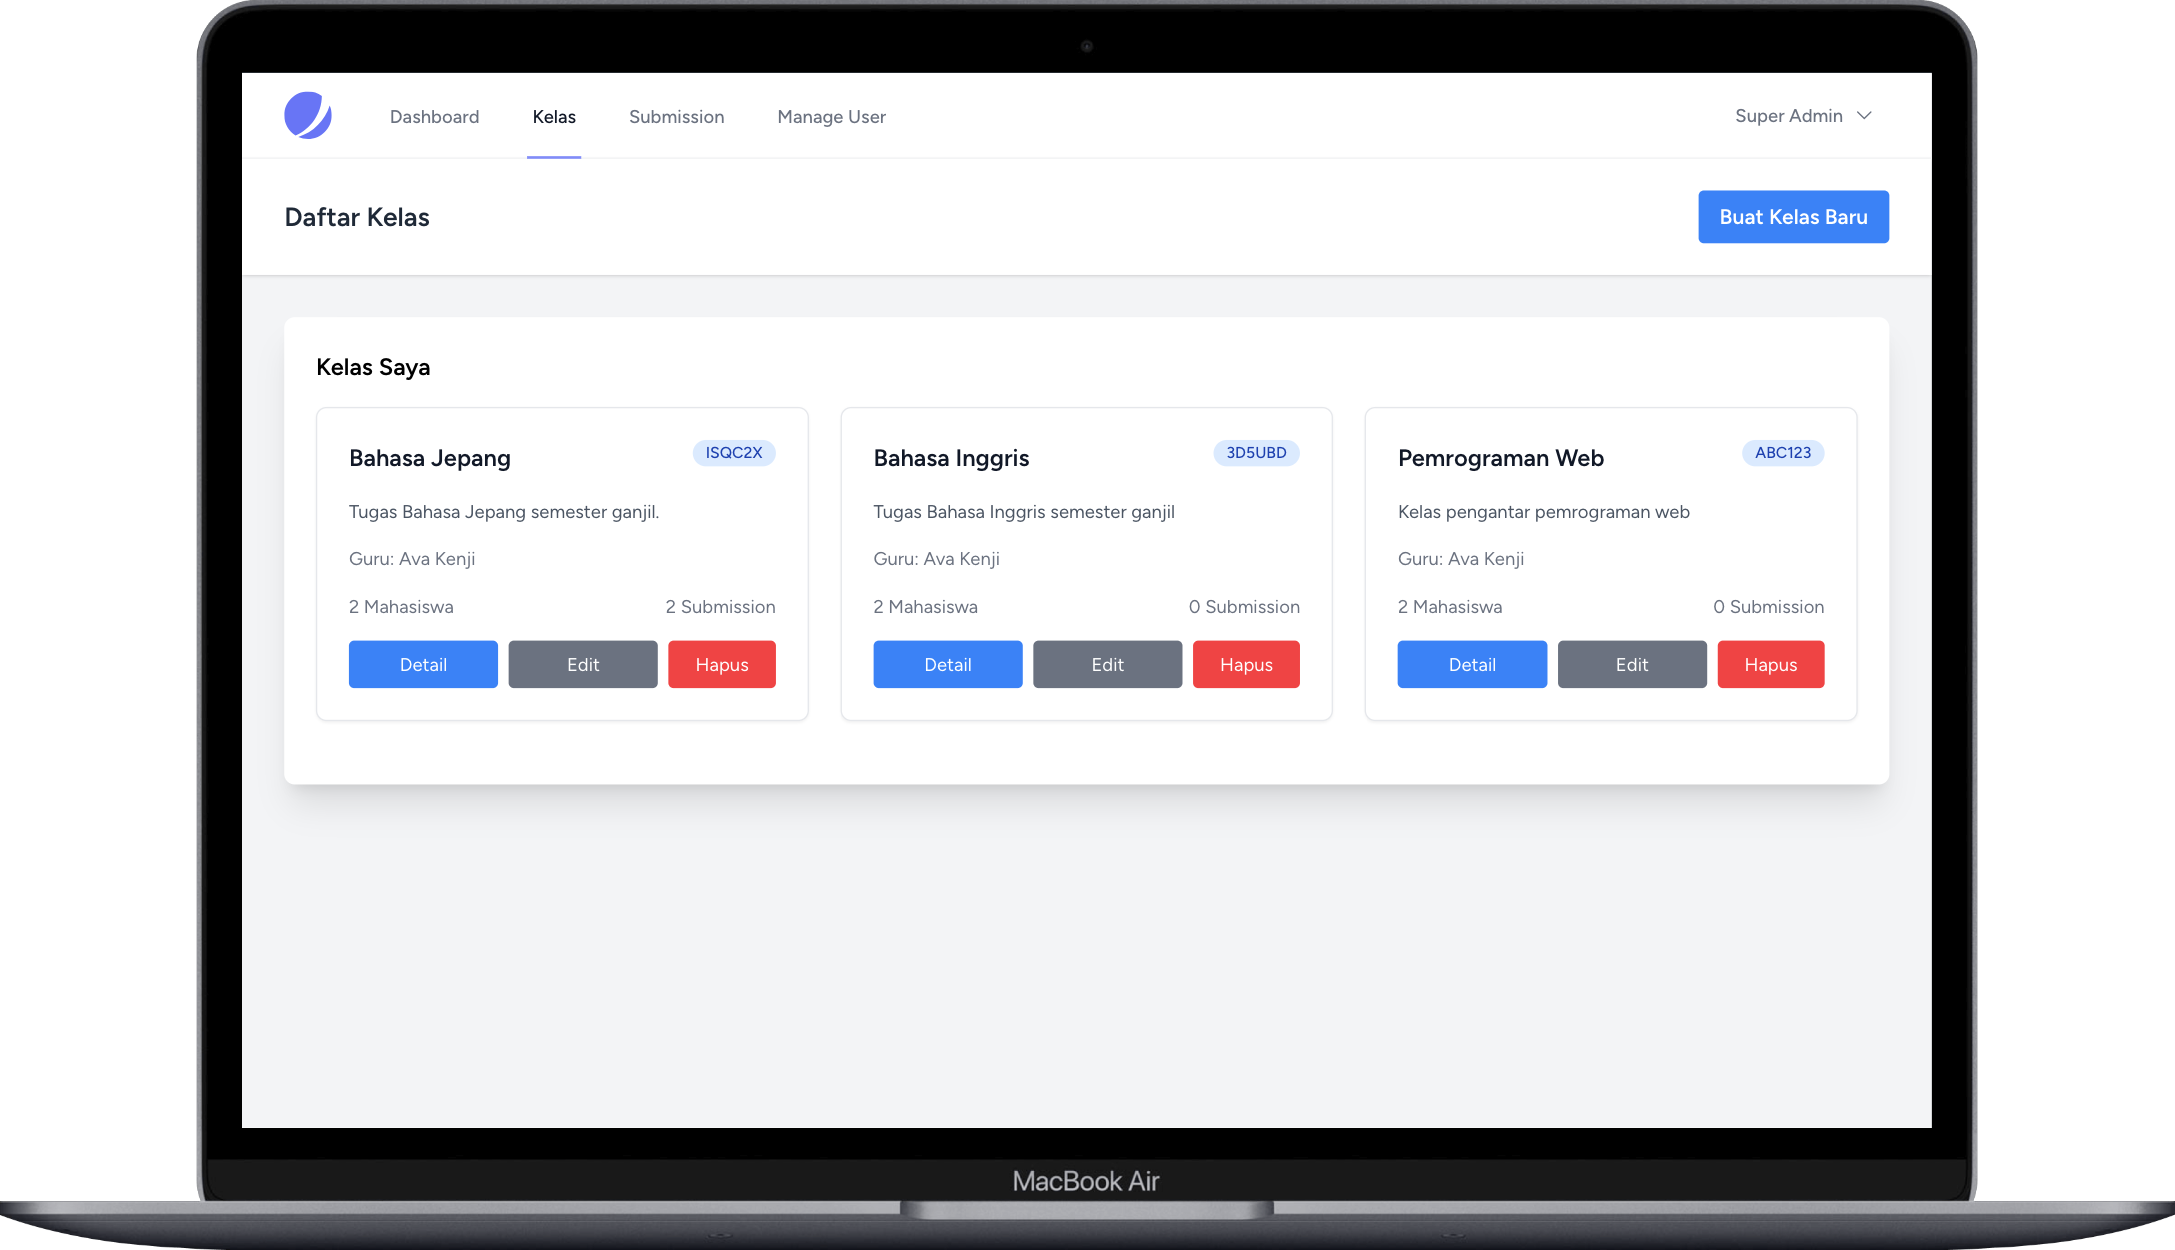 Dashboard Kelas Submission Manage User Super Admin
Daftar Kelas Buat Kelas Baru
Kelas Saya
Bahasa Jepang ISQC2X
Tugas Bahasa Jepang semester ganjil.
Guru: Ava Kenji
2 Mahasiswa 2 Submission
Detail Edit Hapus
Bahasa Inggris 3D5UBD
Tugas Bahasa Inggris semester ganjil
Guru: Ava Kenji
2 Mahasiswa 0 Submission
Detail Edit Hapus
Pemrograman Web ABC123
Kelas pengantar pemrograman web
Guru: Ava Kenji
2 Mahasiswa 0 Submission
Detail Edit Hapus
MacBook Air